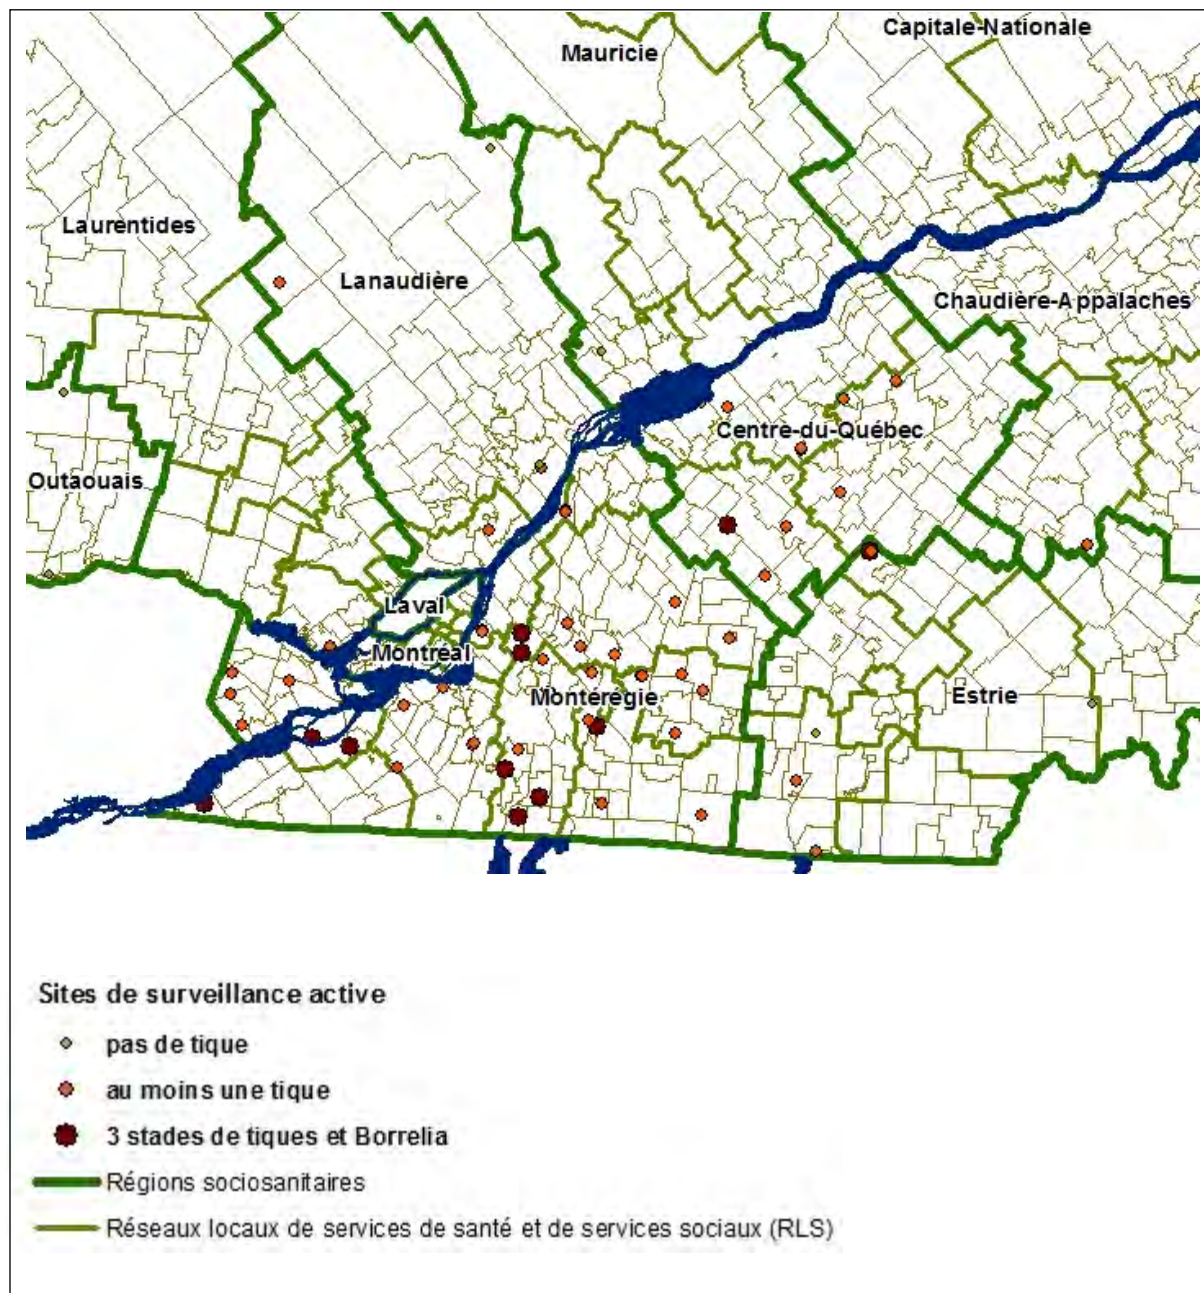 Capitale-Nationale
Mauricie
Laurentides
Lanaudière
Chaudière-Appalaches
Centre-du-Québec
Outaouais
Laval
Montréal
Montérégie
Estrie
Sites de surveillance active
pas de tique
au moins une tique
3 stades de tiques et Borrelia
Régions sociosanitaires
Réseaux locaux de services de santé et de services sociaux (RLS)